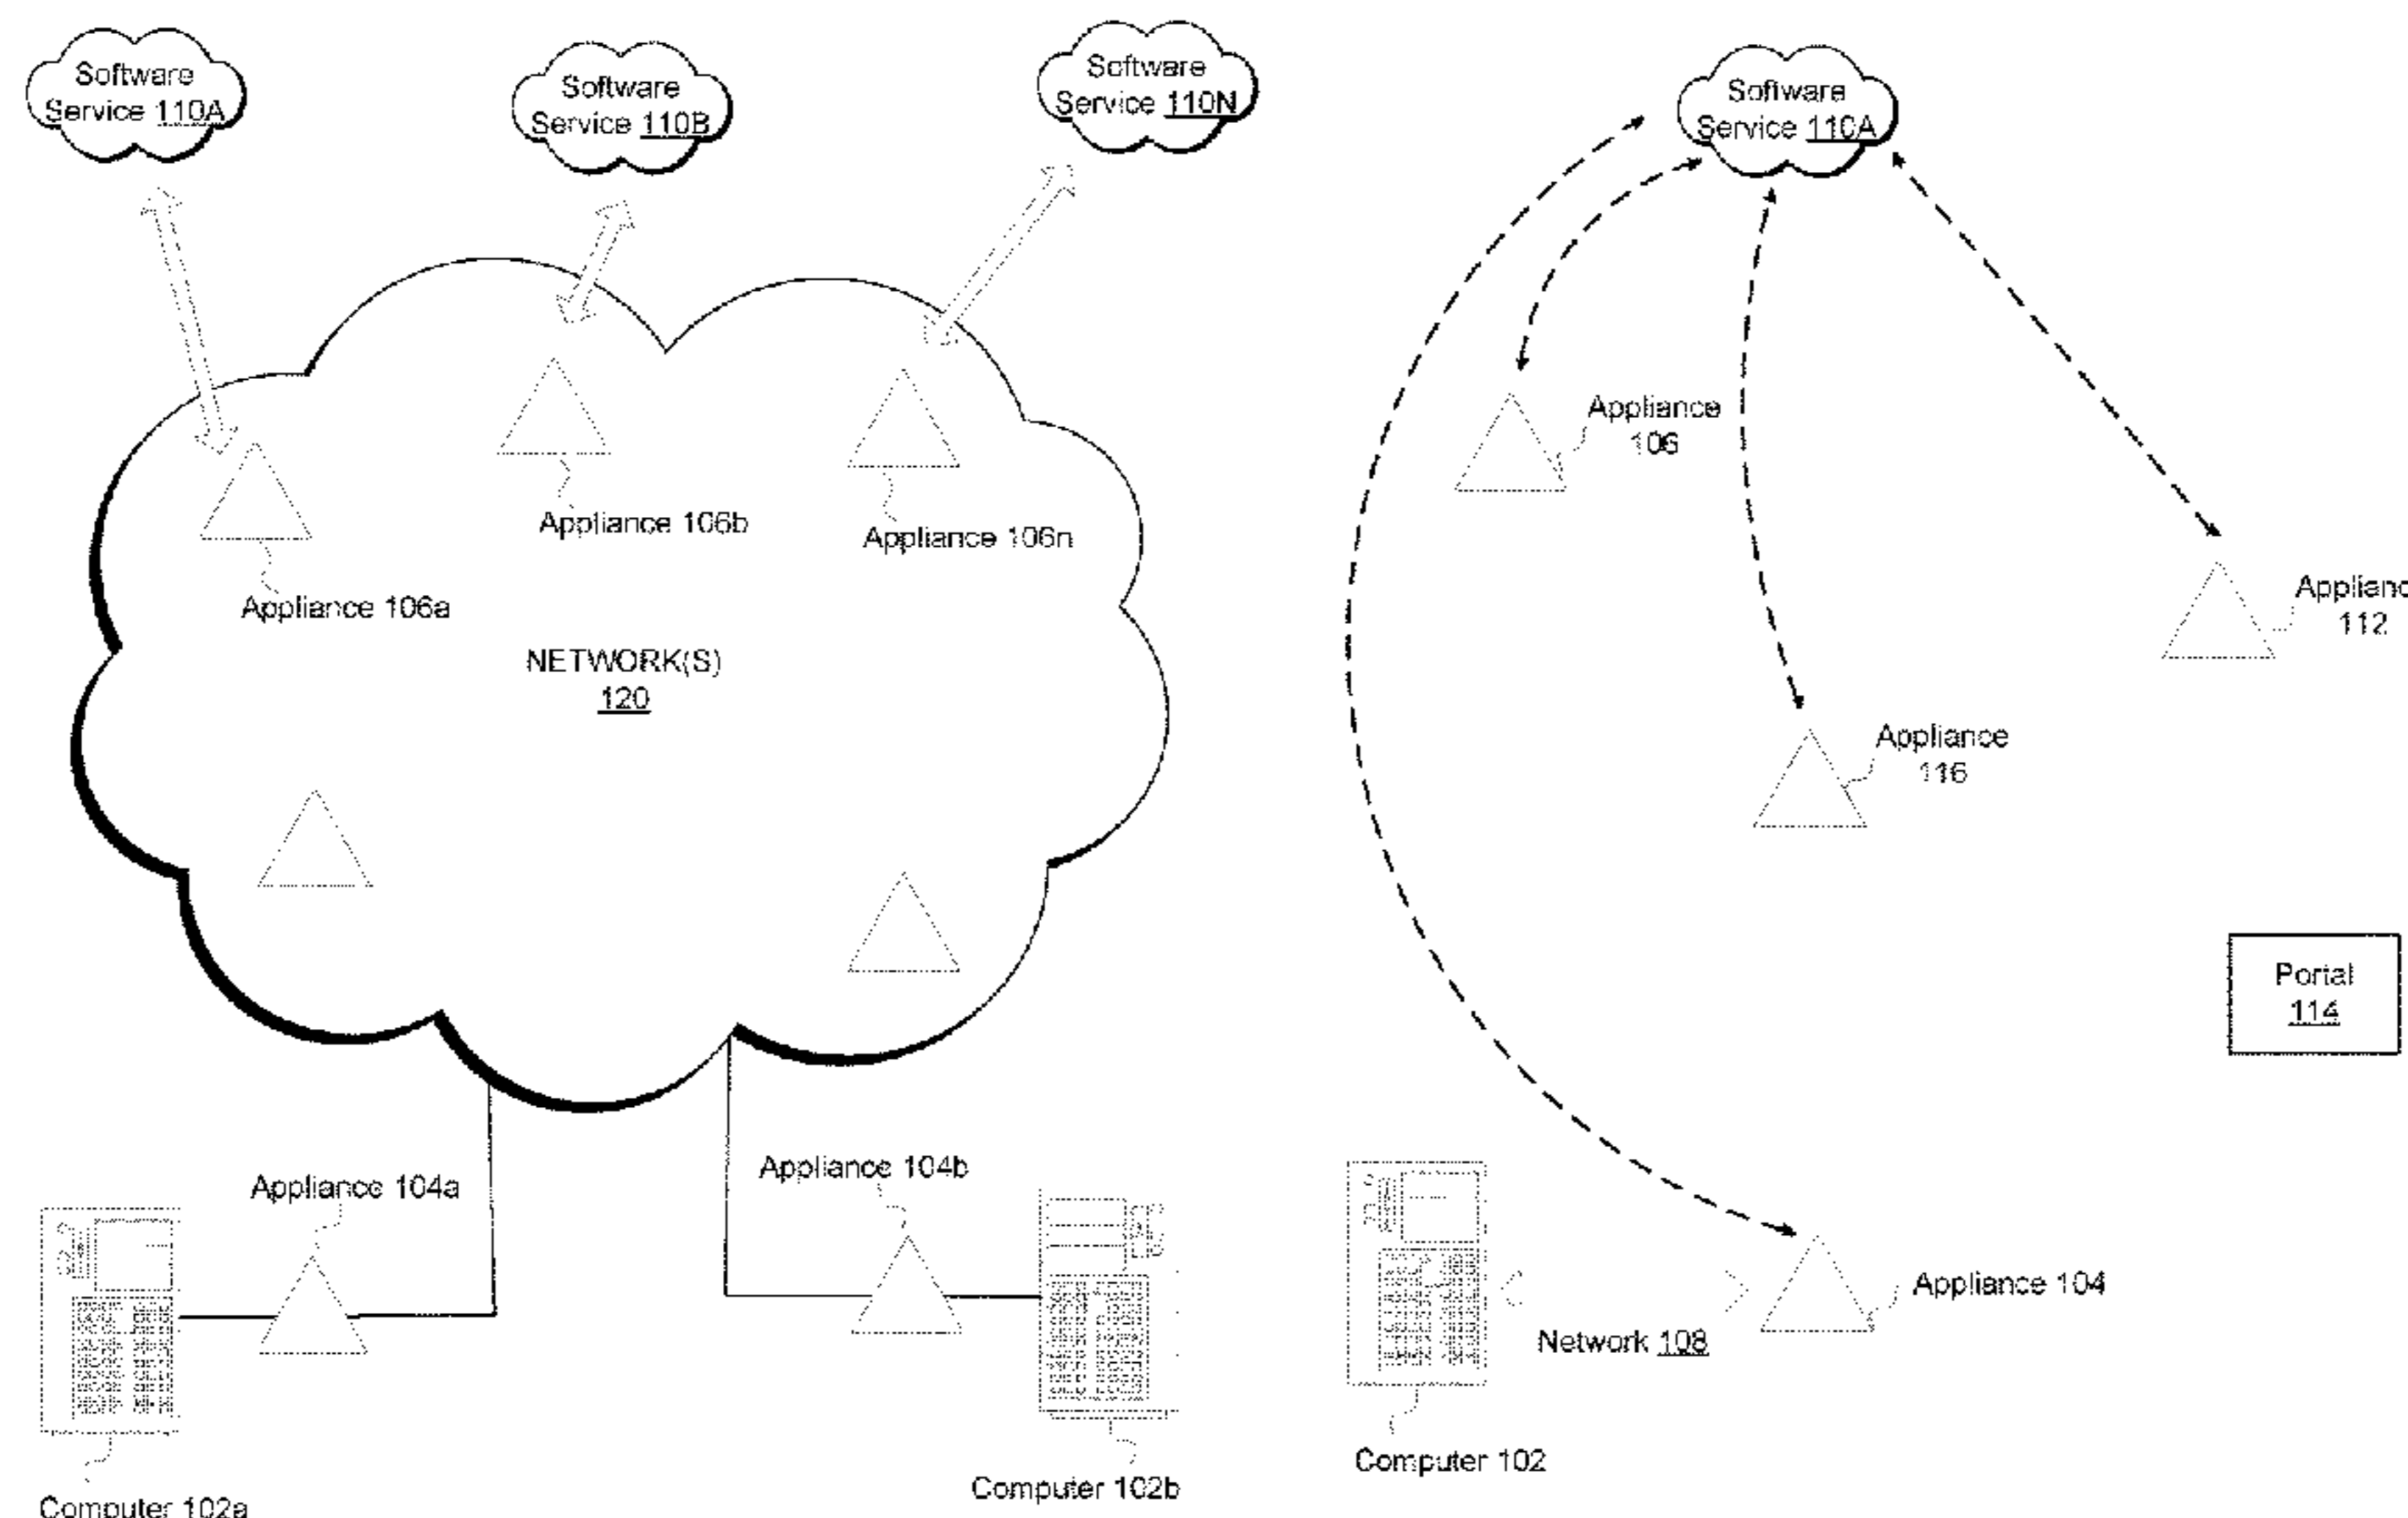 Software
Service 110A
Software
Service 110B
Software
Service 110N
Appliance 106b
Appliance 106n
Appliance 106a
NETWORK(S)
120
Appliance 104a
Appliance 104b
Computer 102a
Computer 102b
Software
Service 110A
Appliance
106
Applianc
112
Appliance
116
Portal
114
Appliance 104
Network 108
Computer 102